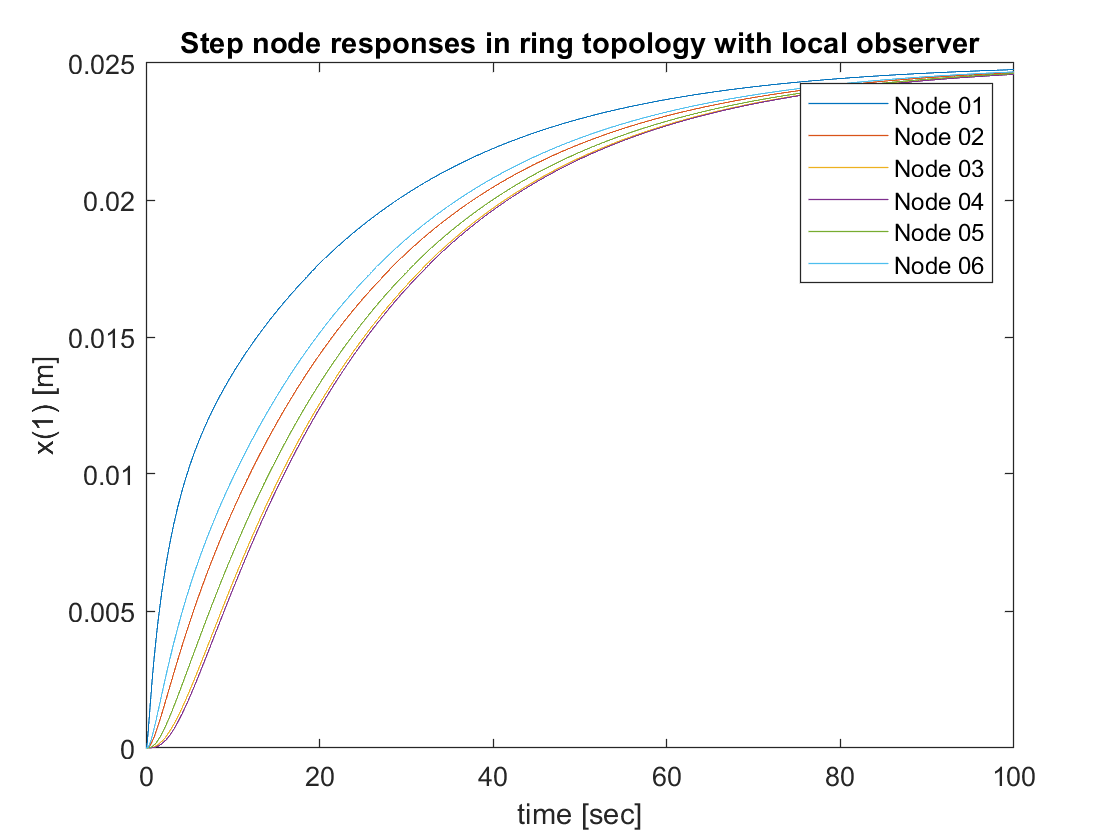 Step node responses in ring topology with local observer
0.025
0.02
0.015
0.01
0.005
0
x(1) [m]
Node 01
Node 02
Node 03
Node 04
Node 05
Node 06
0 20 40 60 80 100
time [sec]